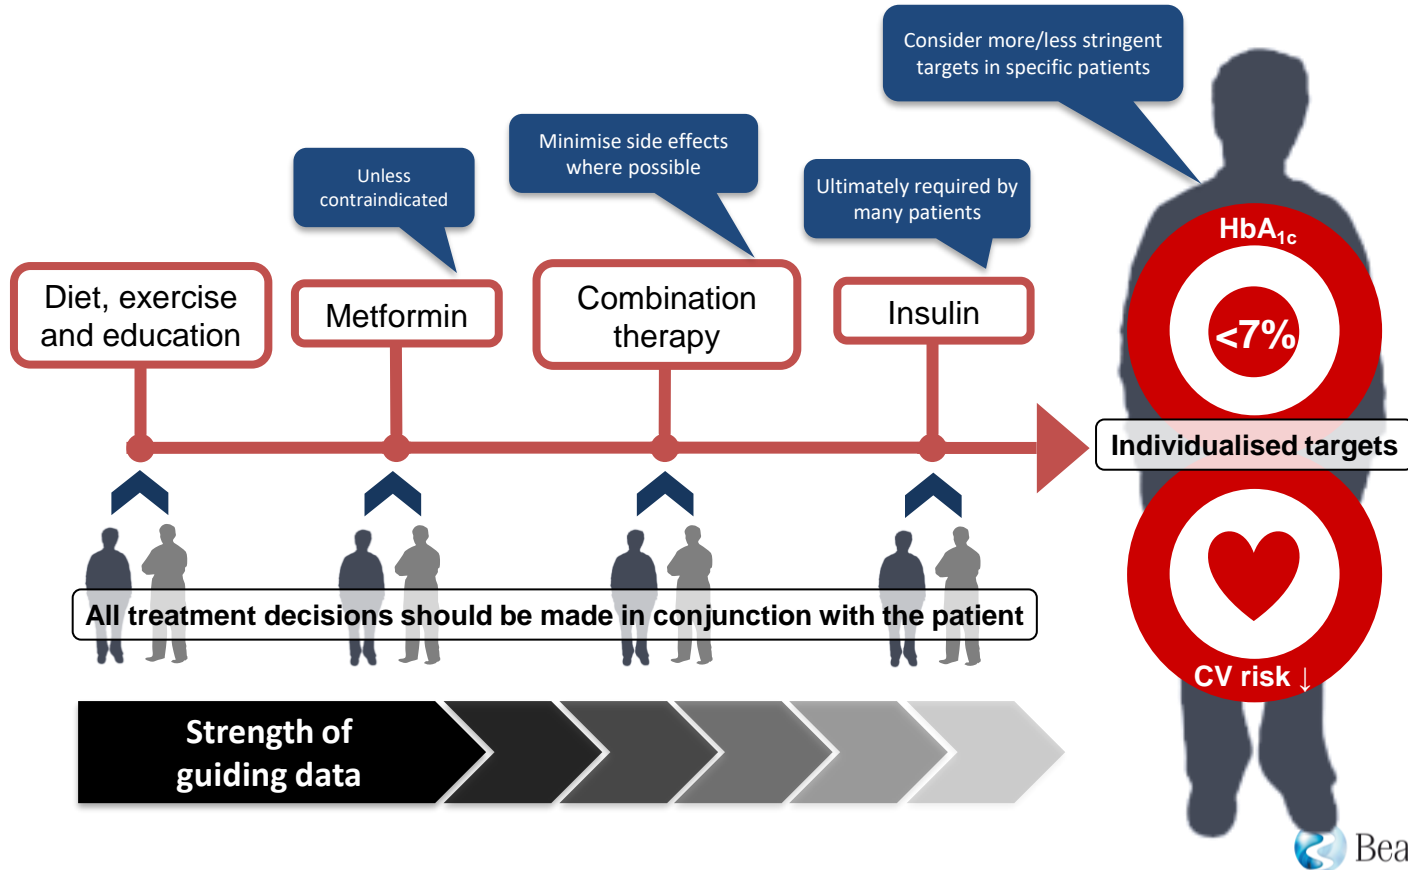 Consider more/less stringent
targets in specific patients
Minimise side effects
where possible
Unless
contraindicated
Ultimately required by
many patients
Diet, exercise
and education
Metformin
Combination
therapy
Insulin
HbA1c
<7%
Individualised targets
All treatment decisions should be made in conjunction with the patient
CV risk ↓
Strength of
guiding data
Bea